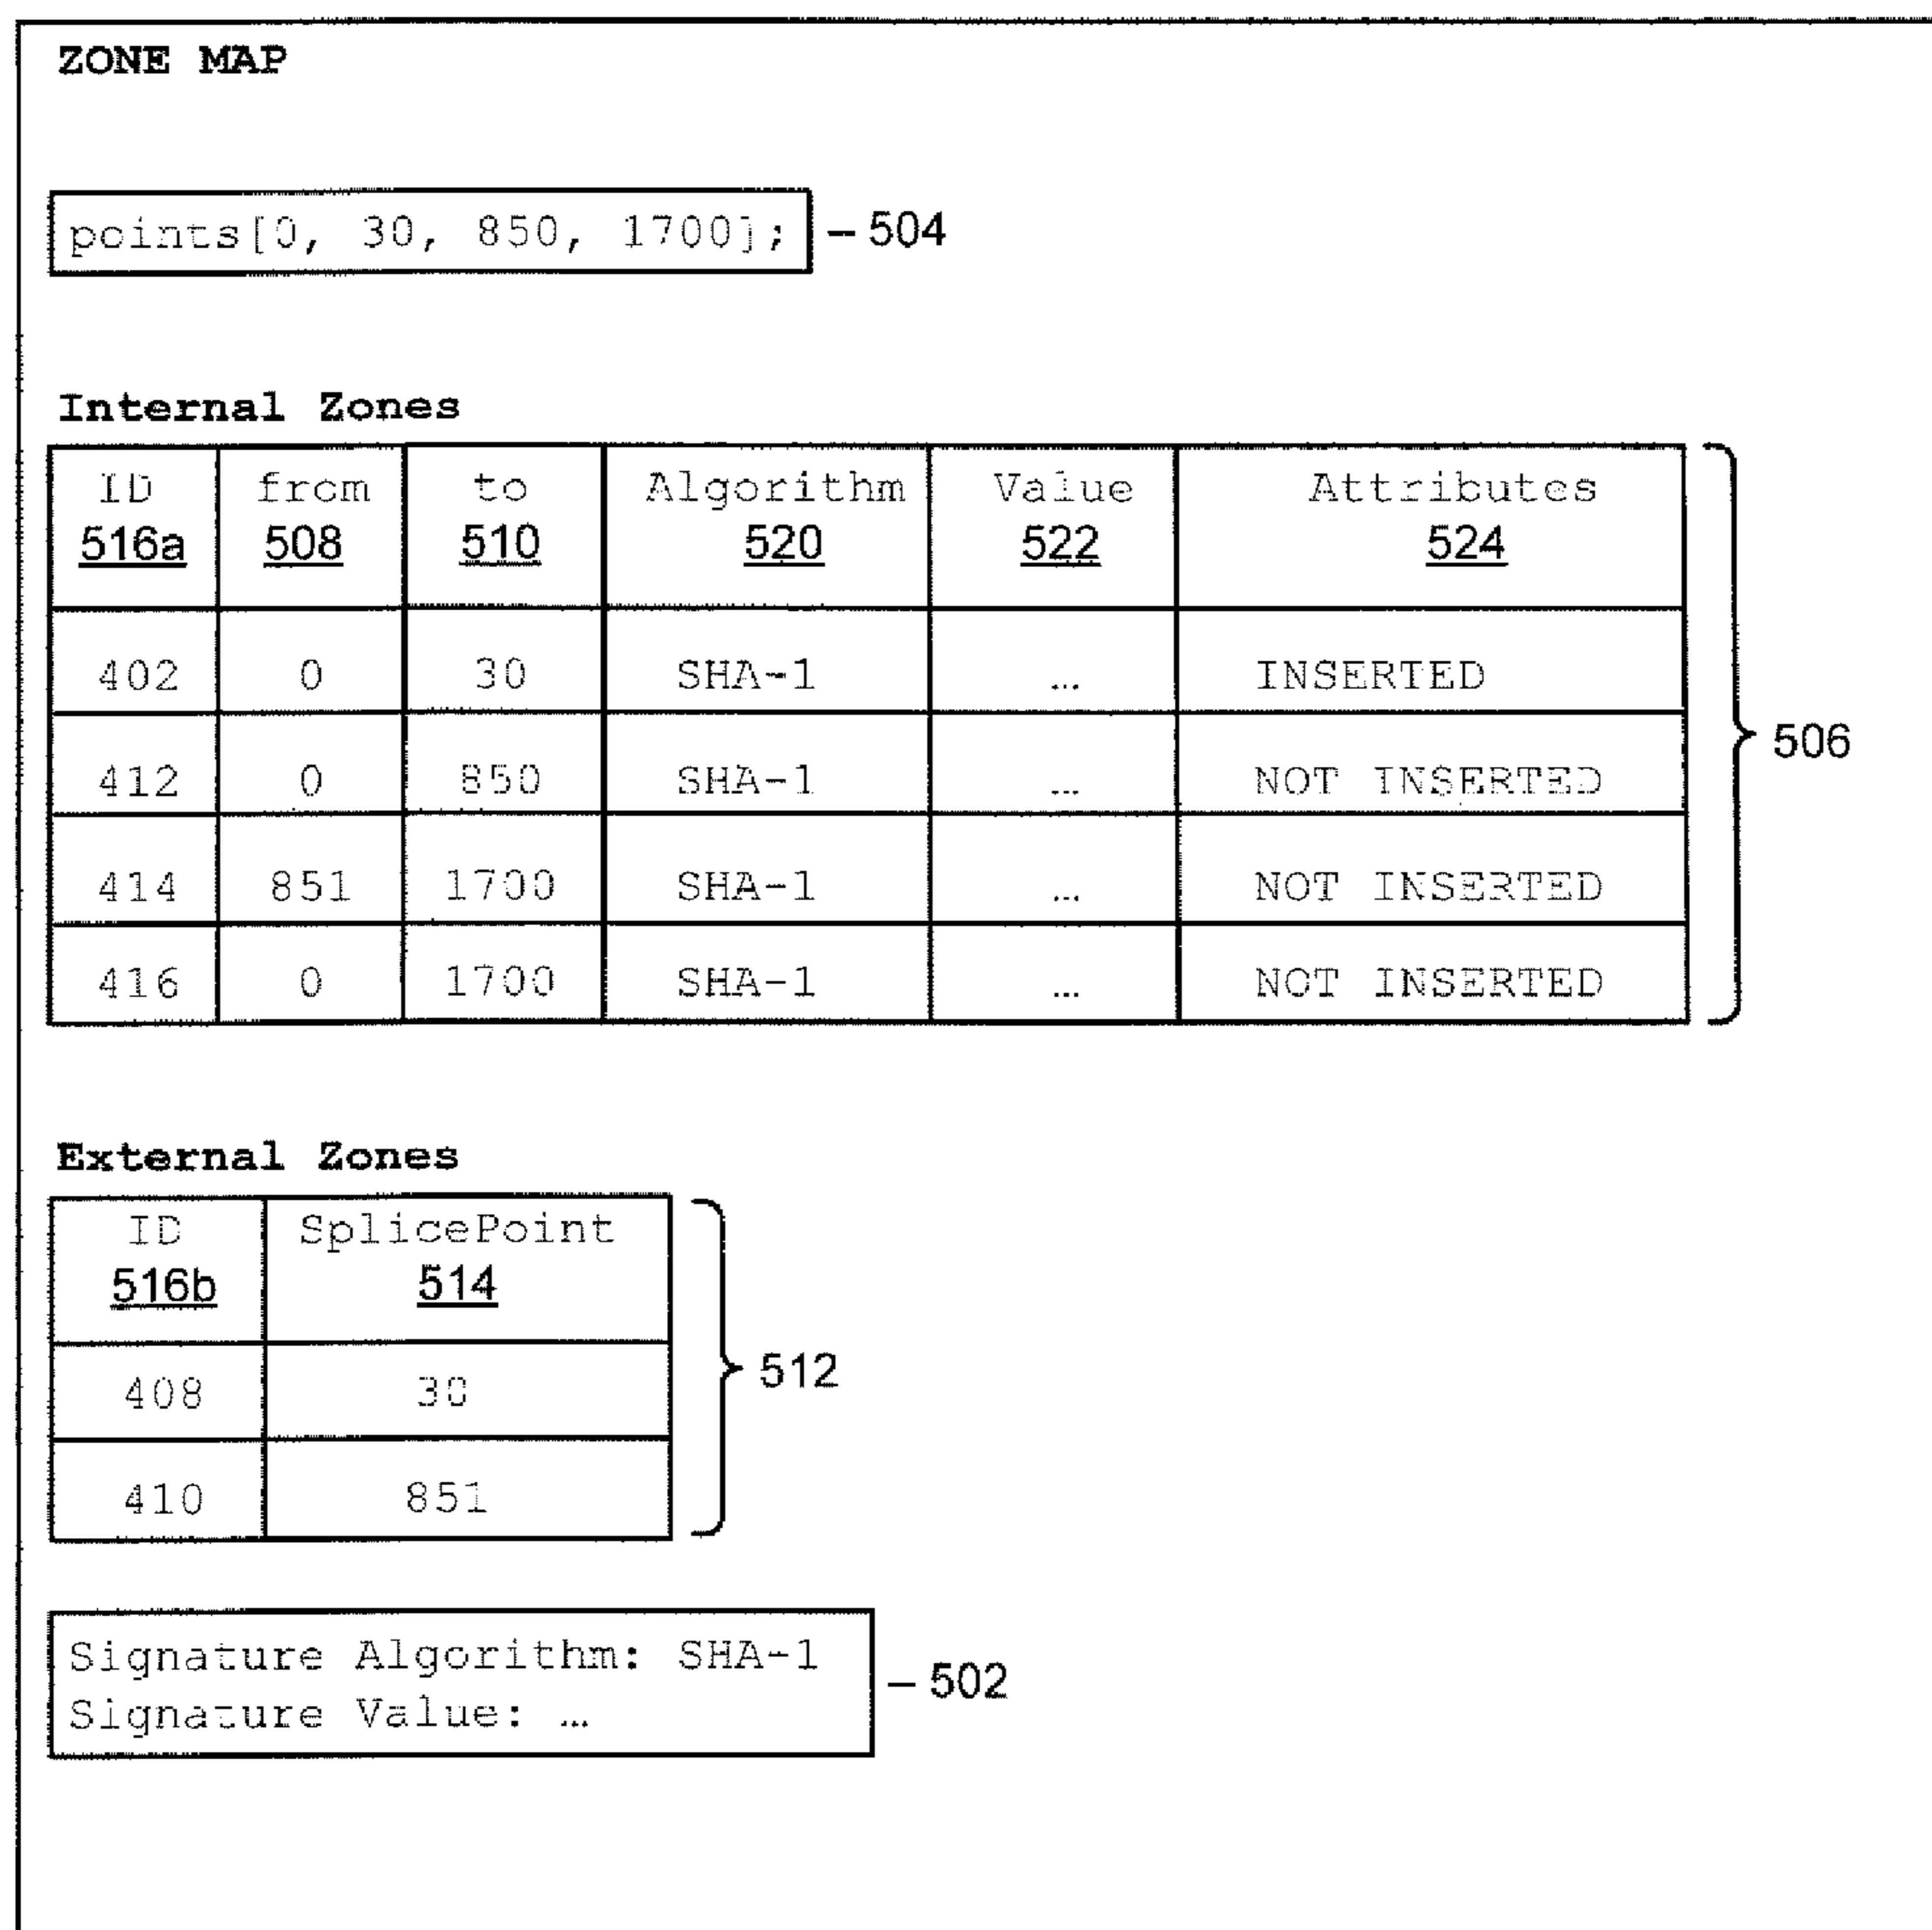 ZONE MAP
points[0, 30, 850, 1700]; – 504
Internal Zones
ID from to Algorithm Value Attributes
516a 508 510 520 522 524
402 0 30 SHA-1 ... INSERTED
412 0 850 SHA-1 ... NOT INSERTED
506
414 851 1700 SHA-1 ... NOT INSERTED
416 0 1700 SHA-1 ... NOT INSERTED
External Zones
ID SplicePoint
516b 514
408 30
512
410 851
Signature Algorithm: SHA-1
Signature Value: ...
– 502